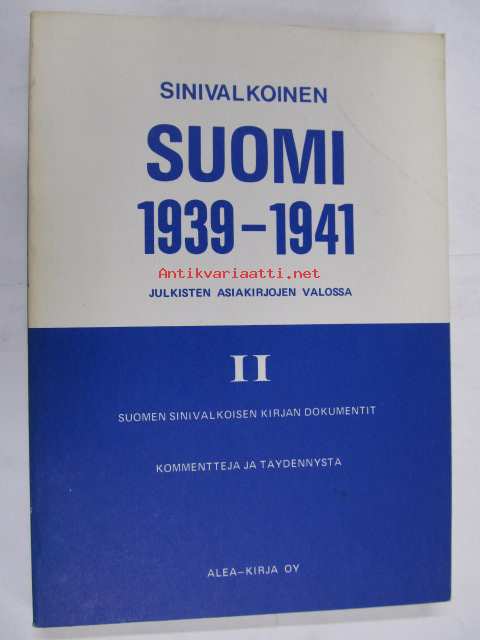 SINIVALKOINEN
SUOMI
1939–1941
Antikvariaatti.net
JULKISTEN ASIAKIRJOJEN VALOSSA
II
SUOMEN SINIVALKOISEN KIRJAN DOKUMENTIT
KOMMENTTEJA JA TAYDENNYSTA
ALEA–KIRJA OY